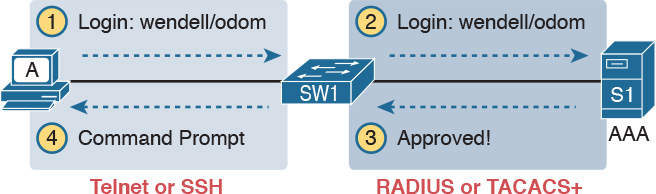 1 Login: wendell/odom
2 Login: wendell/odom
A
SW1
S1
AAA
4 Command Prompt
3 Approved!
Telnet or SSH
RADIUS or TACACS+